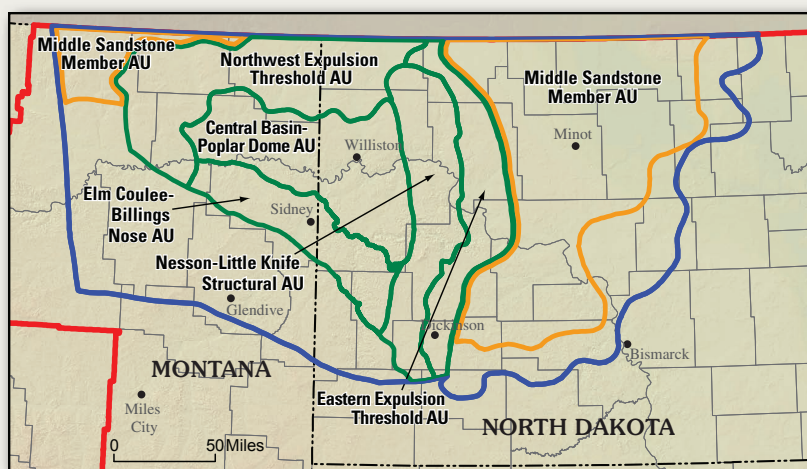 Middle Sandstone
Member AU
Northwest Expulsion
Threshold AU
Middle Sandstone
Member AU
Central Basin-
Poplar Dome AU
Williston
Minot
Elm Coulee-
Billings
Nose AU
Sidney
Nesson-Little Knife
Structural AU
Glendive
Dickinson
Bismarck
MONTANA
Miles
City
Eastern Expulsion
Threshold AU
NORTH DAKOTA
0 50 Miles